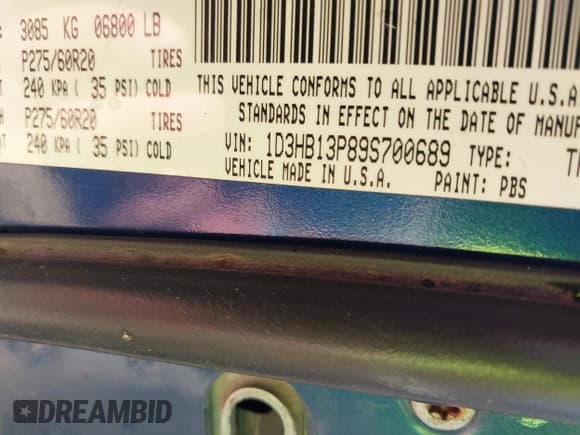 3085 KG 06800 LB
P275/60R20 TIRES
240 KPA ( 35 PSI) COLD
P275/60R20 TIRES
240 KPA ( 35 PSI) COLD
THIS VEHICLE CONFORMS TO ALL APPLICABLE U.S.A
STANDARDS IN EFFECT ON THE DATE OF MANUF
VIN: 1D3HB13P89S700689 TYPE: TR
VEHICLE MADE IN U.S.A. PAINT: PBS
DREAMBID